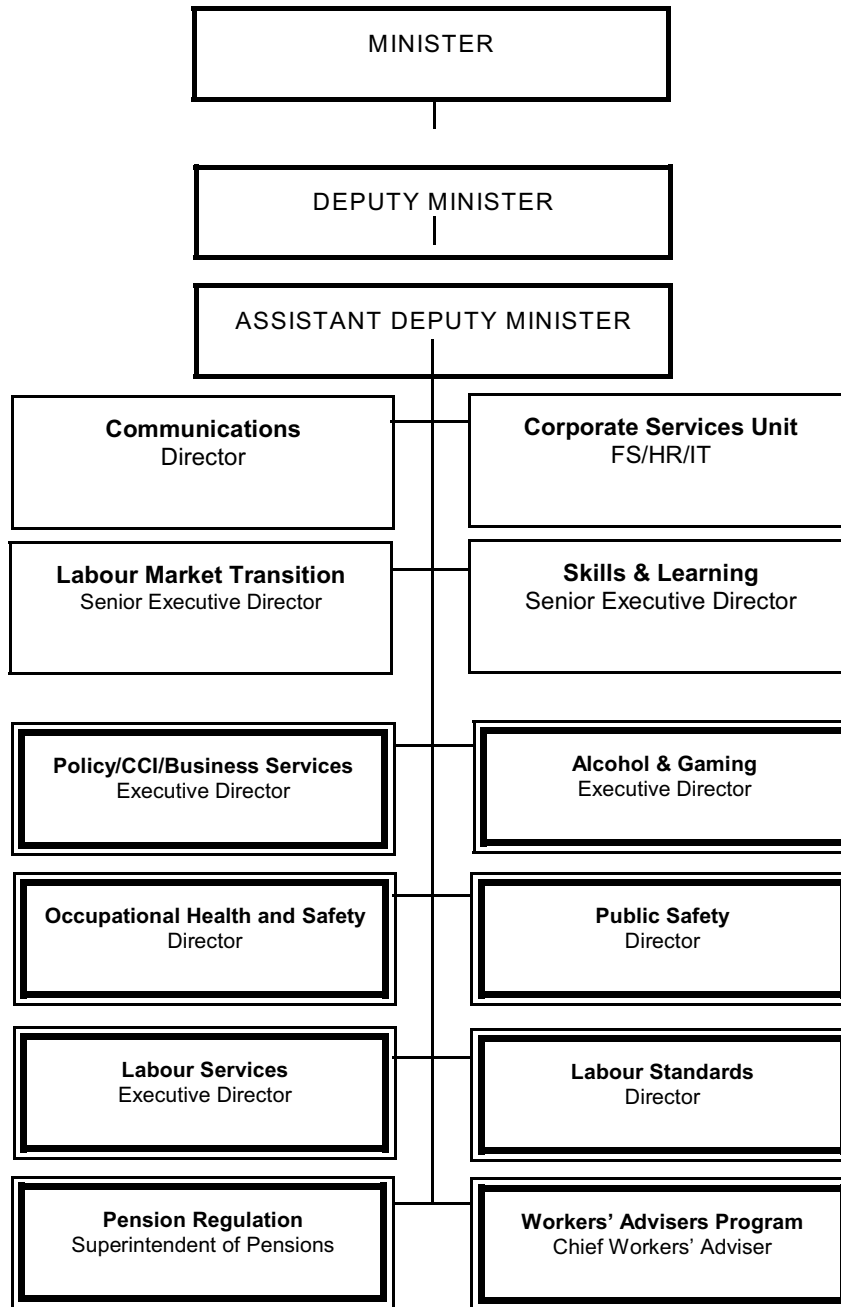 MINISTER
DEPUTY MINISTER
ASSISTANT DEPUTY MINISTER
Communications
Director
Corporate Services Unit
FS/HR/IT
Labour Market Transition
Senior Executive Director
Skills & Learning
Senior Executive Director
Policy/CCI/Business Services
Executive Director
Alcohol & Gaming
Executive Director
Occupational Health and Safety
Director
Public Safety
Director
Labour Services
Executive Director
Labour Standards
Director
Pension Regulation
Superintendent of Pensions
Workers’ Advisers Program
Chief Workers’ Adviser